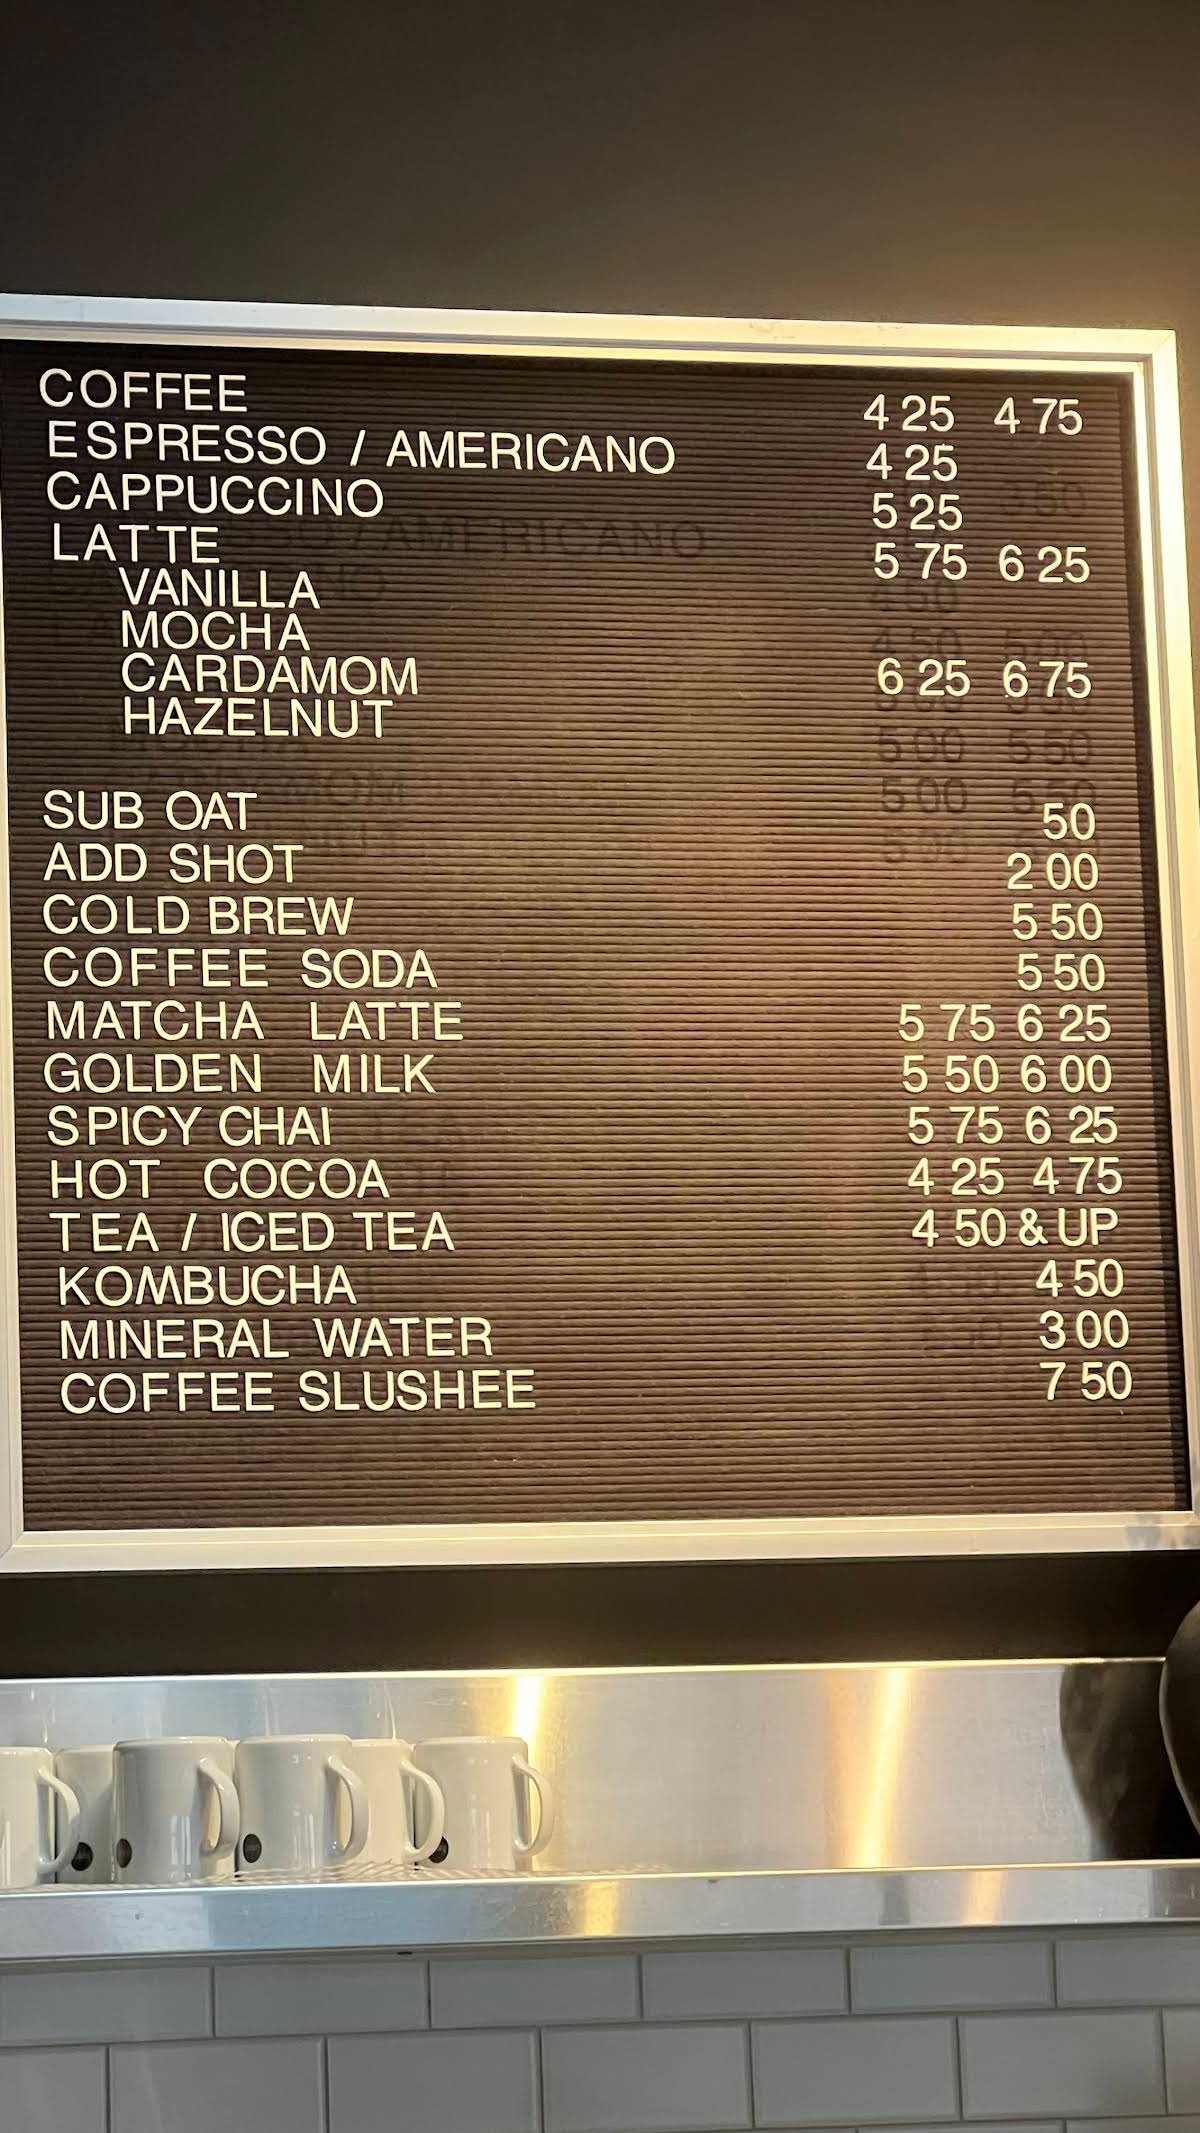 COFFEE 4 25 4 75
ESPRESSO / AMERICANO 4 25
CAPPUCCINO 5 25
LATTE 5 75 6 25
VANILLA
MOCHA
CARDAMOM 6 25 6 75
HAZELNUT
SUB OAT 50
ADD SHOT 2 00
COLD BREW 5 50
COFFEE SODA 5 50
MATCHA LATTE 5 75 6 25
GOLDEN MILK 5 50 6 00
SPICY CHAI 5 75 6 25
HOT COCOA 4 25 4 75
TEA / ICED TEA 4 50 & UP
KOMBUCHA 4 50
MINERAL WATER 3 00
COFFEE SLUSHEE 7 50